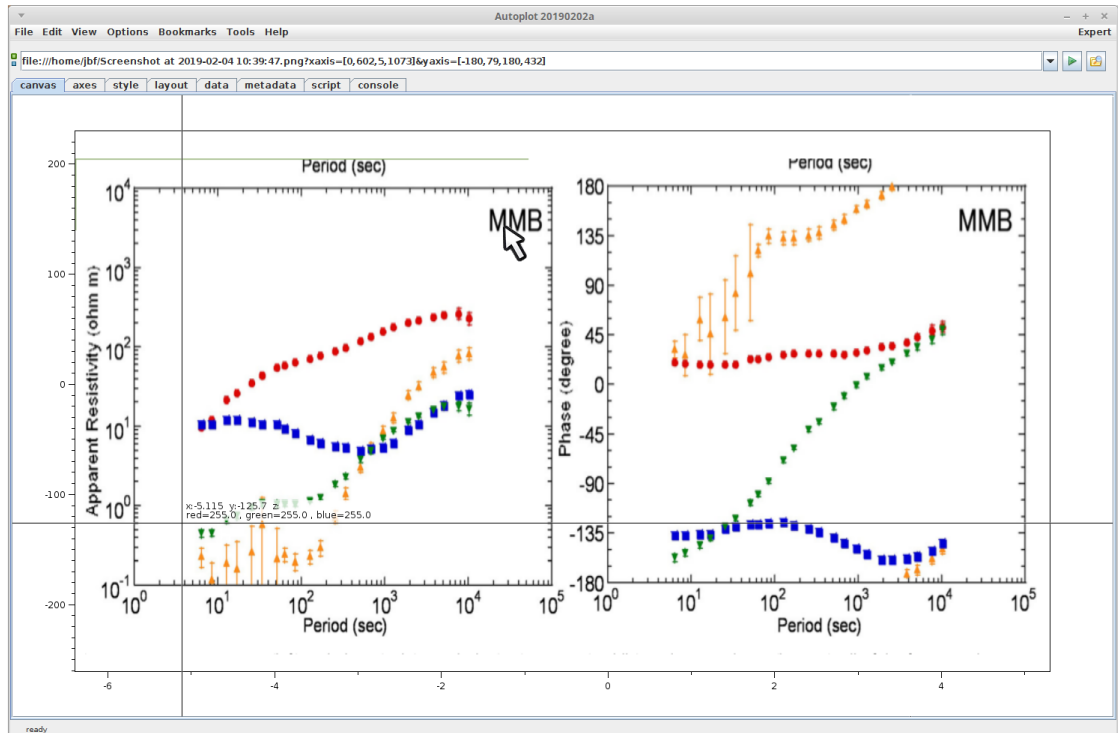 Autoplot 20190202a
File Edit View Options Bookmarks Tools Help Expert
file:///home/jbf/Screenshot at 2019-02-04 10:39:47.png?xaxis=[0,602,5,1073]&yaxis=[-180,79,180,432]
canvas axes style layout data metadata script console
200
100
0
-100
-200
-6 -4 -2 0 2 4
Period (sec)
10^4
10^3
10^2
10^1
10^0
10^-1
Apparent Resistivity (ohm m)
MMB
x:-5.115 y:-125.7 z:
red=255.0, green=255.0, blue=255.0
10^0 10^1 10^2 10^3 10^4 10^5
Period (sec)
Period (sec)
180
135
90
45
0
-45
-90
-135
-180
Phase (degree)
MMB
10^0 10^1 10^2 10^3 10^4 10^5
Period (sec)
ready